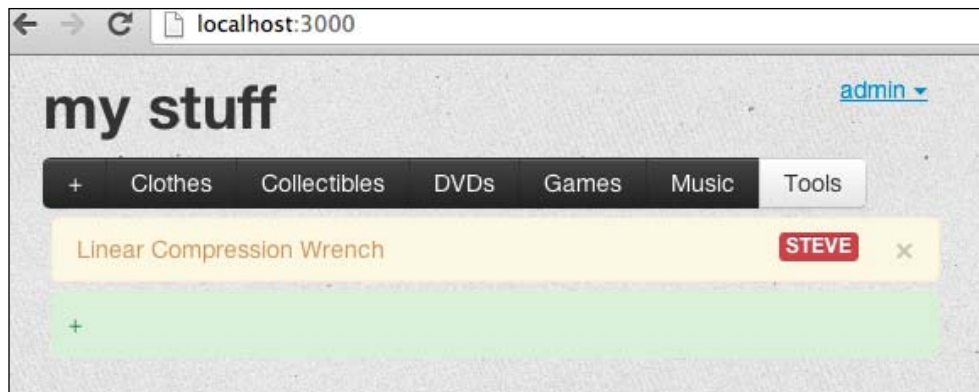 localhost:3000
my stuff
admin
+ Clothes Collectibles DVDs Games Music Tools
Linear Compression Wrench STEVE ×
+